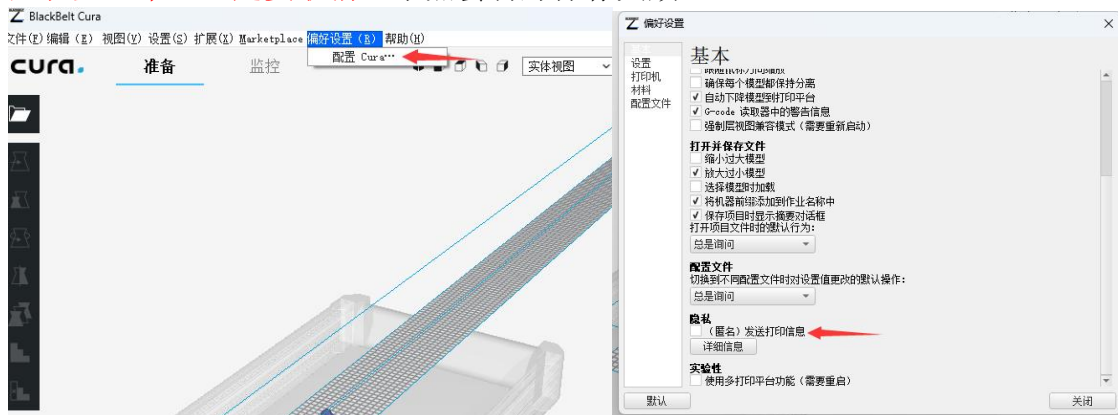 BlackBelt Cura
文件(F) 编辑 (E) 视图(V) 设置(S) 扩展(X) Marketplace 偏好设置 (R) 帮助(H)
配置 Cura…
cura.
准备
监控
实体视图
偏好设置
×
基本
设置
打印机
材料
配置文件
基本
跟随鼠标方向缩放
确保每个模型都保持分离
自动下降模型到打印平台
G-code 读取器中的警告信息
强制层视图兼容模式（需要重新启动）
打开并保存文件
缩小过大模型
放大过小模型
选择模型时加载
将机器前缀添加到作业名称中
保存项目时显示摘要对话框
打开项目文件时的默认行为:
总是询问
配置文件
切换到不同配置文件时对设置值更改的默认操作:
总是询问
隐私
（匿名）发送打印信息
详细信息
实验性
使用多打印平台功能（需要重启）
默认
关闭